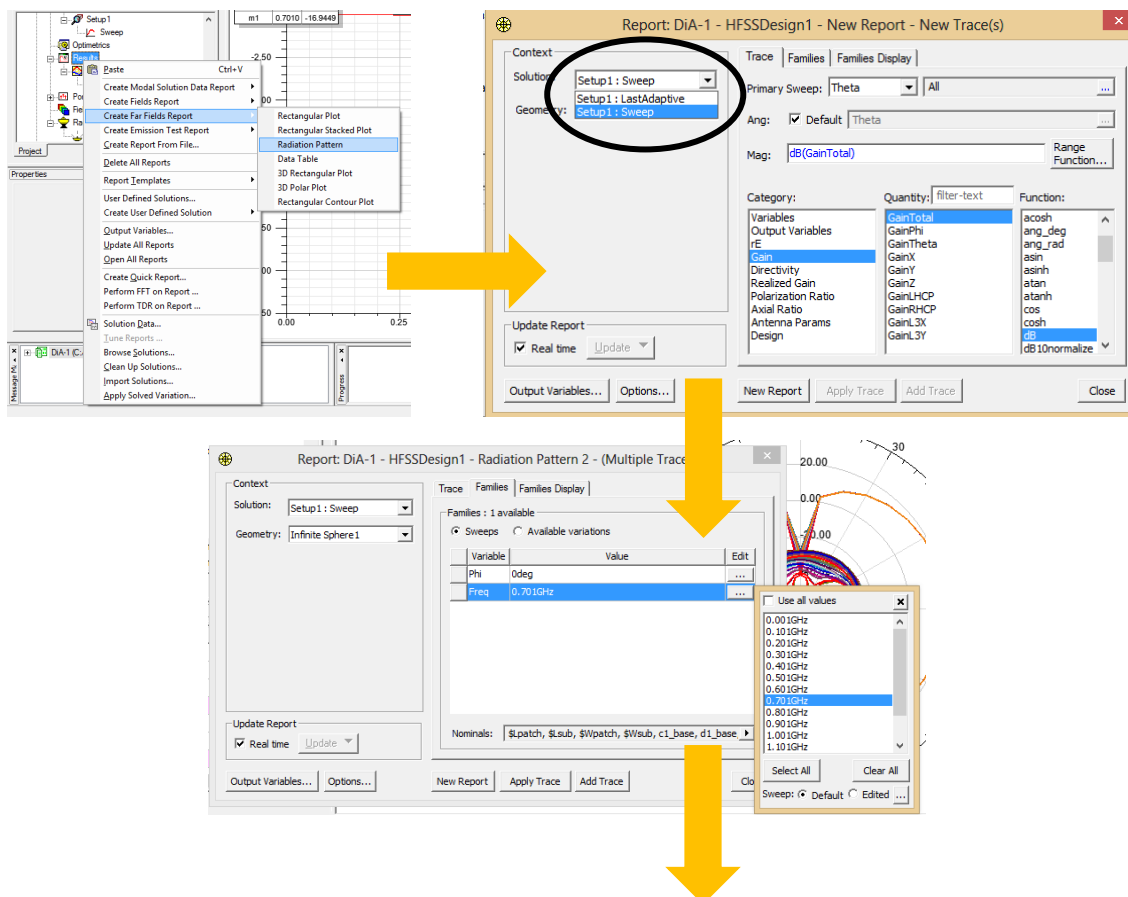 Setup1
Sweep
Optimetrics
Results
Project
Properties
m1 0.7010 -16.9449
-2.50
0.00 0.25
Paste Ctrl+V
Create Modal Solution Data Report
Create Fields Report
Create Far Fields Report
Create Emission Test Report
Create Report From File...
Delete All Reports
Report Templates
User Defined Solutions...
Create User Defined Solution
Output Variables...
Update All Reports
Open All Reports
Create Quick Report...
Perform FFT on Report ...
Perform TDR on Report ...
Solution Data...
Tune Reports ...
Browse Solutions...
Clean Up Solutions...
Import Solutions...
Apply Solved Variation...
Rectangular Plot
Rectangular Stacked Plot
Radiation Pattern
Data Table
3D Rectangular Plot
3D Polar Plot
Rectangular Contour Plot
DiA-1 (C:
Progress
Report: DiA-1 - HFSSDesign1 - New Report - New Trace(s)
Context
Solution: Setup1 : Sweep
Setup1 : LastAdaptive
Setup1 : Sweep
Geometry:
Update Report
Real time Update
Output Variables... Options...
Trace Families Families Display
Primary Sweep: Theta All ...
Ang: Default Theta ...
Mag: dB(GainTotal) Range
Function...
Category: Quantity: filter-text Function:
Variables GainTotal acosh
Output Variables GainPhi ang_deg
rE GainTheta ang_rad
Gain GainX asin
Directivity GainY asinh
Realized Gain GainZ atan
Polarization Ratio GainLHCP atanh
Axial Ratio GainRHCP cos
Antenna Params GainL3X cosh
Design GainL3Y dB
dB10normalize
New Report Apply Trace Add Trace Close
Report: DiA-1 - HFSSDesign1 - Radiation Pattern 2 - (Multiple Trace
Context
Solution: Setup1 : Sweep
Geometry: Infinite Sphere1
Update Report
Real time Update
Output Variables... Options...
Trace Families Families Display
Families : 1 available
Sweeps Available variations
Variable Value Edit
Phi 0deg ...
Freq 0.701GHz ...
Nominals: $Lpatch, $Lsub, $Wpatch, $Wsub, c1_base, d1_base,
New Report Apply Trace Add Trace Clo
30
20.00
0.00
Use all values
0.001GHz
0.101GHz
0.201GHz
0.301GHz
0.401GHz
0.501GHz
0.601GHz
0.701GHz
0.801GHz
0.901GHz
1.001GHz
1.101GHz
Select All Clear All
Sweep: Default Edited ...